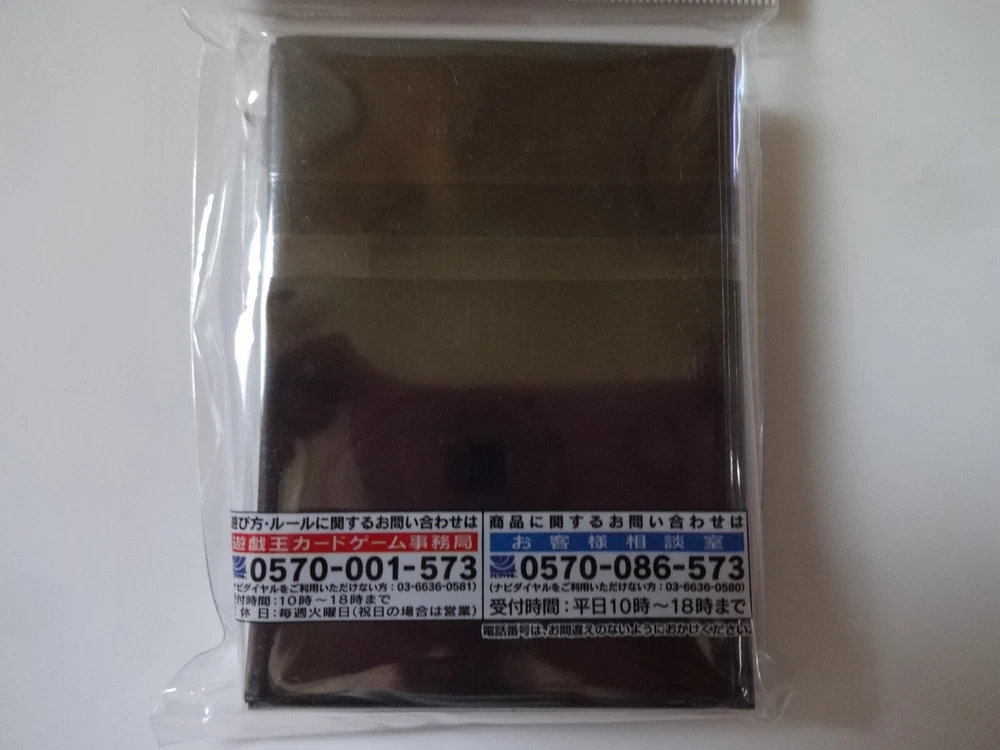 遊び方・ルールに関するお問い合わせは
遊戯王カードゲーム事務局
0570-001-573
(ナビダイヤルをご利用いただけない方:03-6636-0581)
付時間:10時〜18時まで
休 日:毎週火曜日(祝日の場合は営業)
商品に関するお問い合わせは
お客様相談室
0570-086-573
(ナビダイヤルをご利用いただけない方:03-6636-0580)
受付時間:平日10時〜18時まで
電話番号は、お間違えのないようにおかけください。